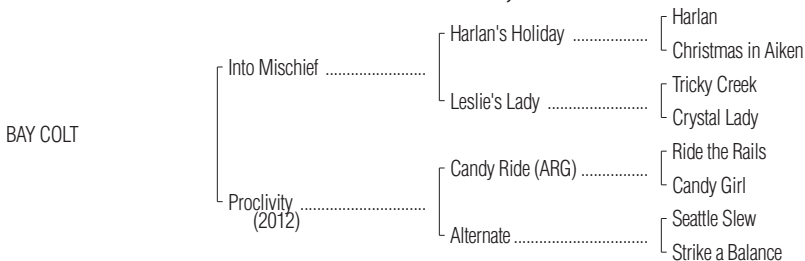 Harlan
Harlan's Holiday ..................
Christmas in Aiken
Into Mischief ........................
Tricky Creek
Leslie's Lady ........................
Crystal Lady
BAY COLT
Ride the Rails
Candy Ride (ARG) ................
Candy Girl
Proclivity ..............................
(2012)
Seattle Slew
Alternate ................................
Strike a Balance